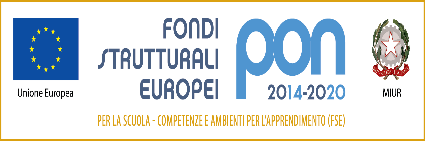 FONDI
STRUTTURALI
EUROPEI
pon
2014-2020
Unione Europea
MIUR
PER LA SCUOLA - COMPETENZE E AMBIENTI PER L'APPRENDIMENTO (FSE)